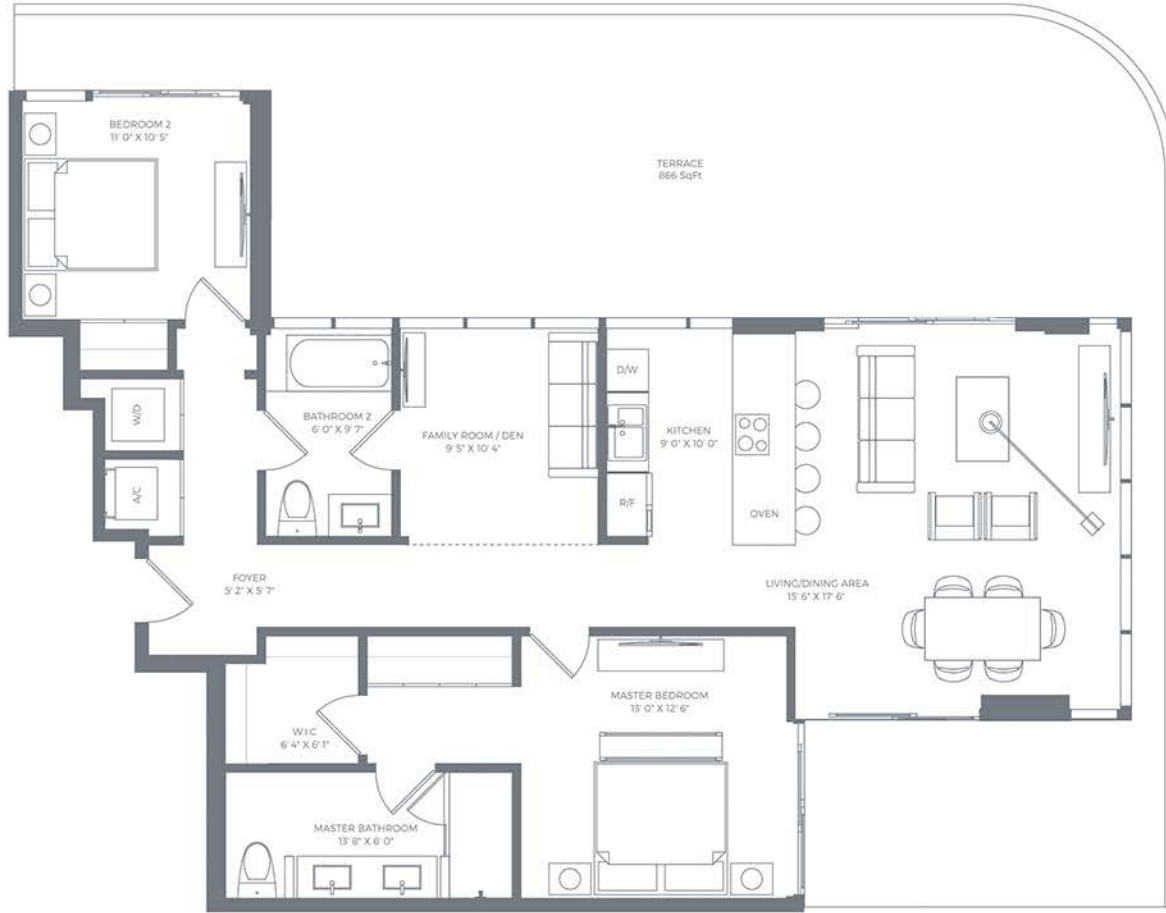 BEDROOM 2
11' 0" X 10' 5"
TERRACE
866 SqFt
D/W
W/D
BATHROOM 2
6' 0" X 9' 7"
FAMILY ROOM / DEN
9' 5" X 10' 4"
KITCHEN
9' 0" X 10' 0"
A/C
R/F
OVEN
FOYER
5' 2" X 5' 7"
LIVING/DINING AREA
15' 6" X 17' 6"
MASTER BEDROOM
13' 0" X 12' 6"
W.I.C
6' 4" X 6' 1"
MASTER BATHROOM
13' 8" X 6' 0"